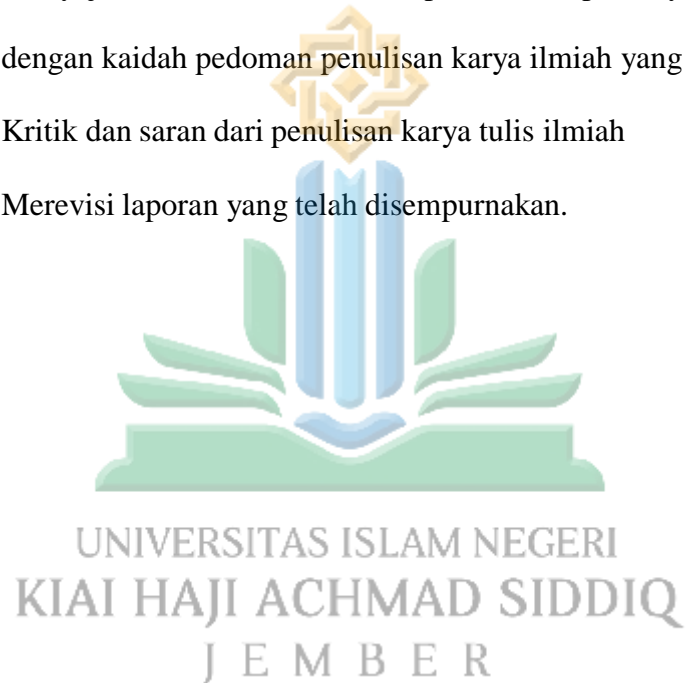 dengan kaidah pedoman penulisan karya ilmiah yang
Kritik dan saran dari penulisan karya tulis ilmiah
Merevisi laporan yang telah disempurnakan.
UNIVERSITAS ISLAM NEGERI
KIAI HAJI ACHMAD SIDDIQ
JEMBER